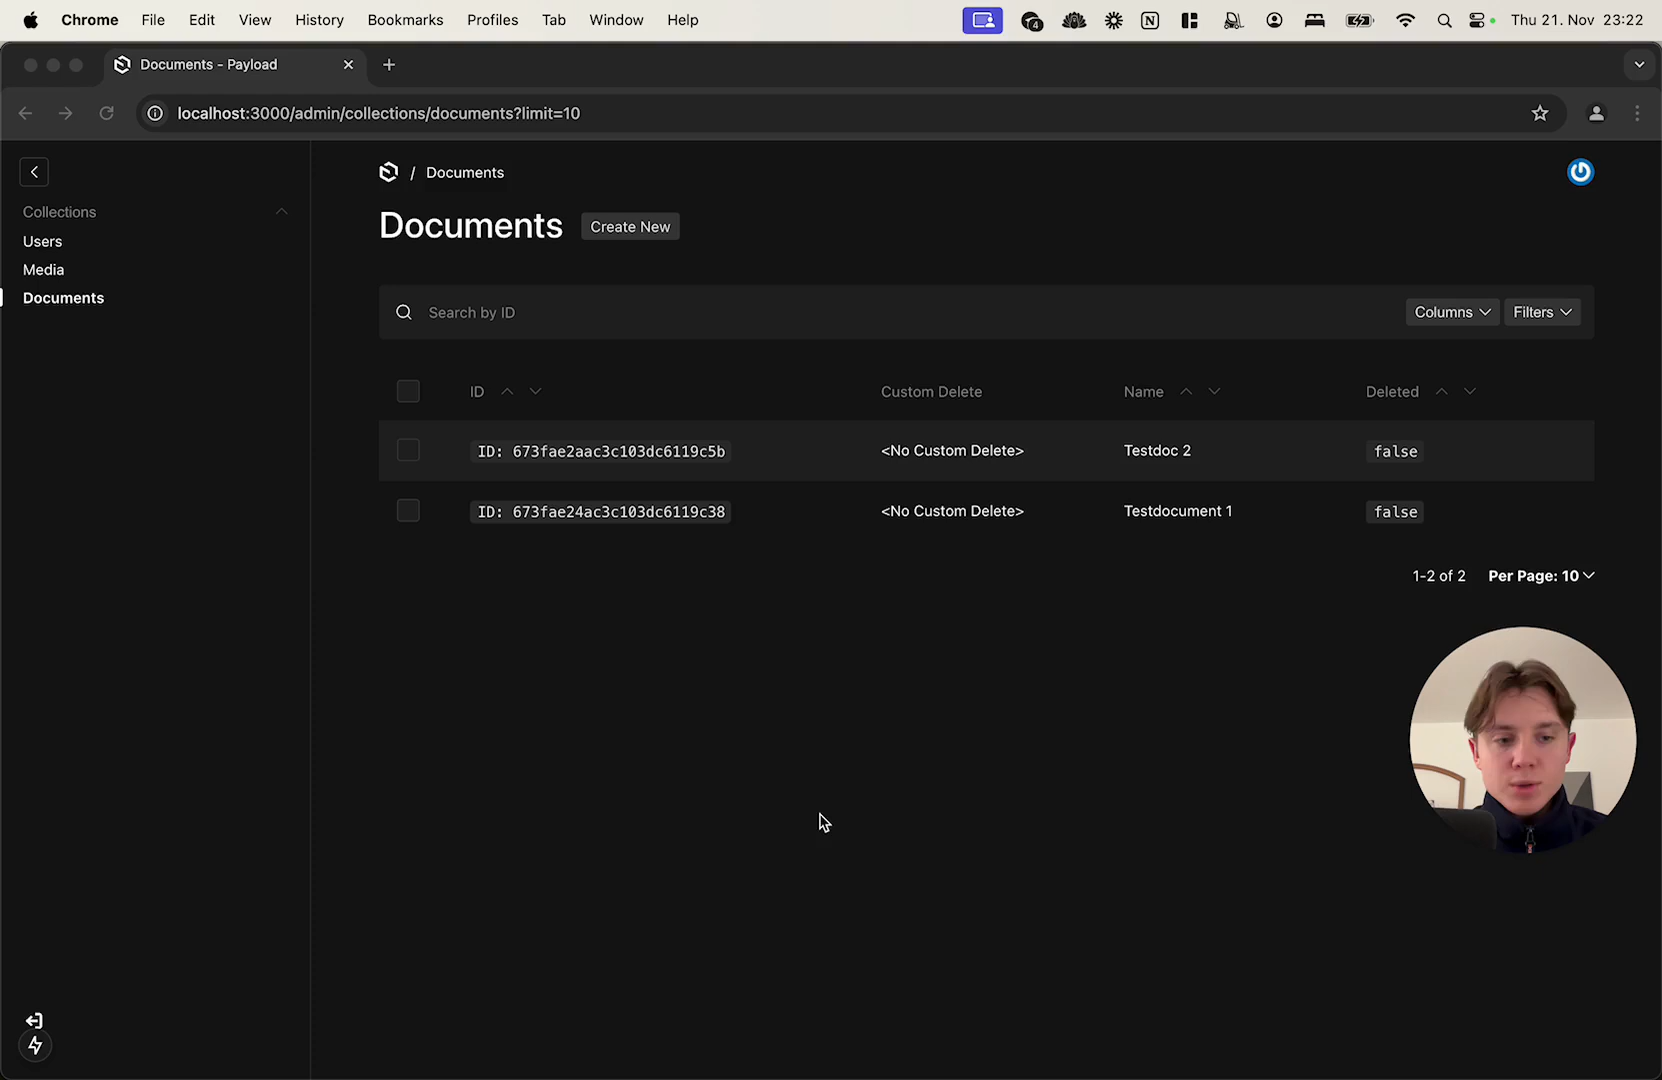 Chrome File Edit View History Bookmarks Profiles Tab Window Help Thu 21. Nov 23:22
Documents - Payload
localhost:3000/admin/collections/documents?limit=10
/ Documents
Collections
Users
Media
Documents
Documents Create New
Search by ID Columns Filters
ID Custom Delete Name Deleted
ID: 673fae2aac3c103dc6119c5b <No Custom Delete> Testdoc 2 false
ID: 673fae24ac3c103dc6119c38 <No Custom Delete> Testdocument 1 false
1-2 of 2 Per Page: 10